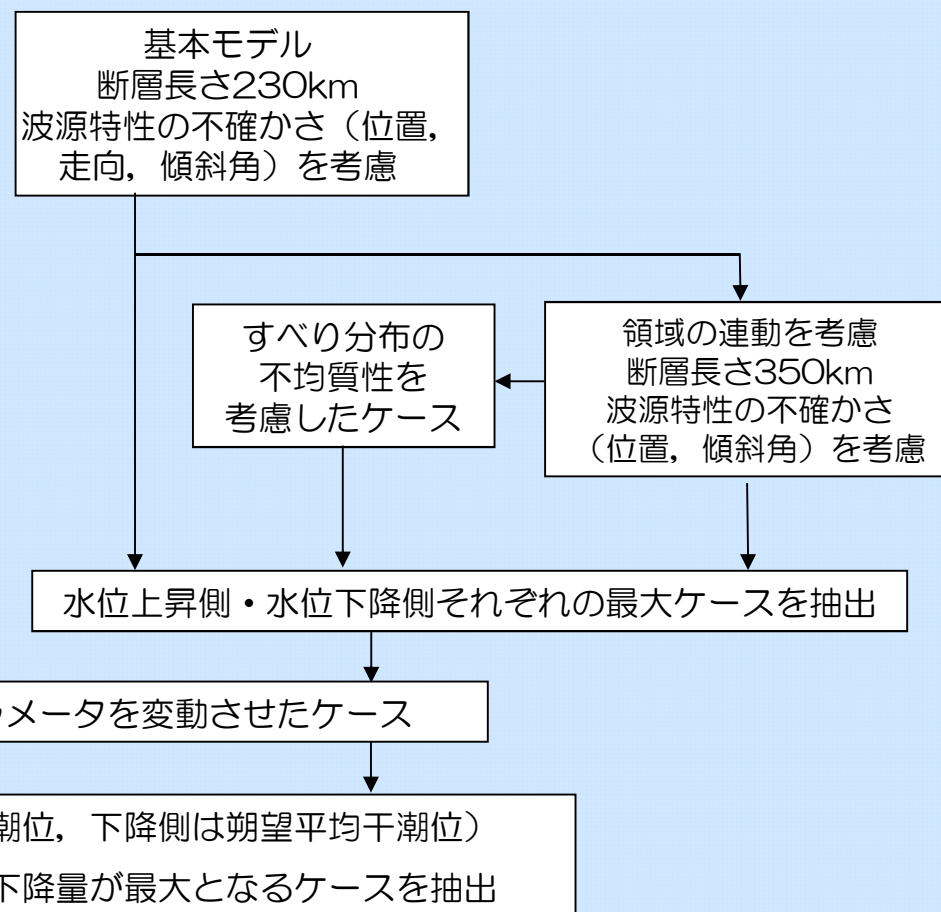 基本モデル
断層長さ230km
波源特性の不確かさ（位置，
走向，傾斜角）を考慮
すべり分布の
不均質性を
考慮したケース
領域の連動を考慮
断層長さ350km
波源特性の不確かさ
（位置，傾斜角）を考慮
水位上昇側・水位下降側それぞれの最大ケースを抽出
メータを変動させたケース
潮位，下降側は朔望平均干潮位）
下降量が最大となるケースを抽出